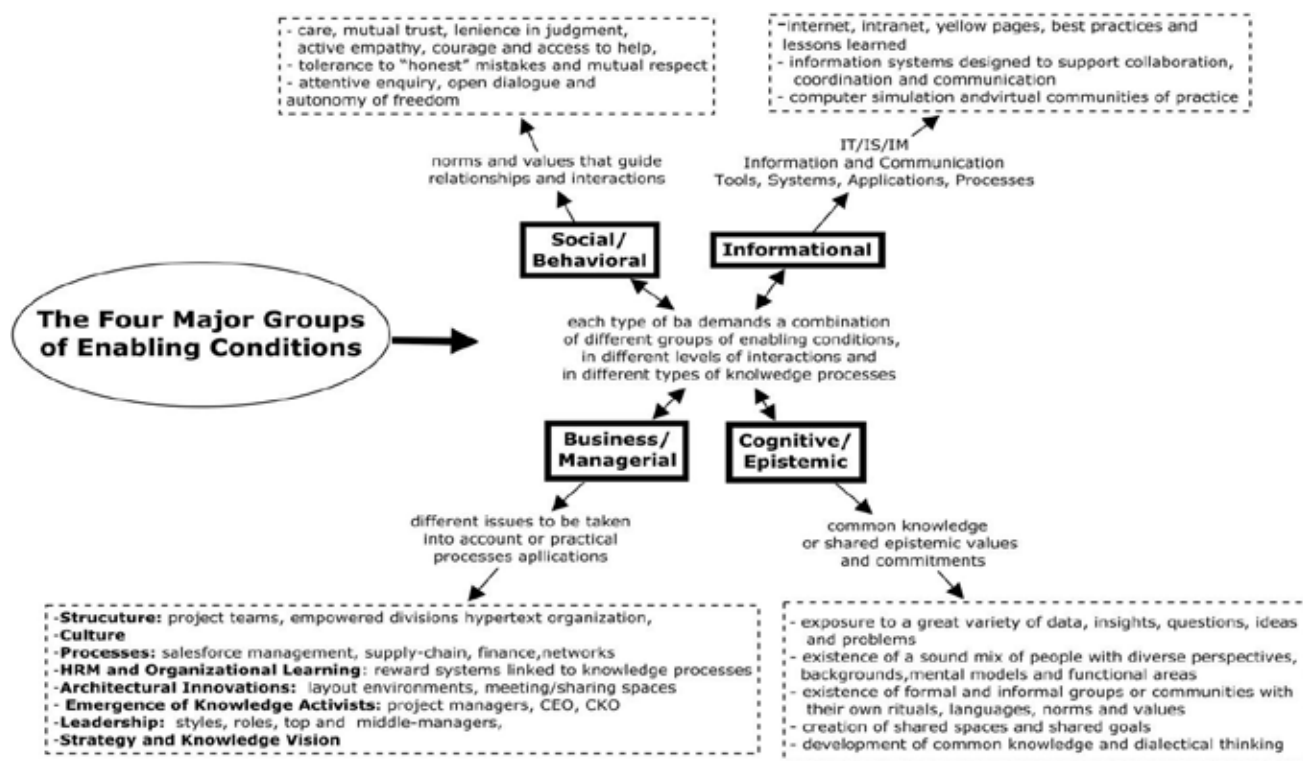 - care, mutual trust, lenience in judgment,
active empathy, courage and access to help,
- tolerance to "honest" mistakes and mutual respect
- attentive enquiry, open dialogue and
autonomy of freedom
-internet, intranet, yellow pages, best practices and
lessons learned
- information systems designed to support collaboration,
coordination and communication
- computer simulation andvirtual communities of practice
norms and values that guide
relationships and interactions
IT/IS/IM
Information and Communication
Tools, Systems, Applications, Processes
Social/
Behavioral
Informational
The Four Major Groups
of Enabling Conditions
each type of ba demands a combination
of different groups of enabling conditions,
in different levels of interactions and
in different types of knolwedge processes
Business/
Managerial
Cognitive/
Epistemic
different issues to be taken
into account or practical
processes apllications
common knowledge
or shared epistemic values
and commitments
-Strucuture: project teams, empowered divisions hypertext organization,
-Culture
-Processes: salesforce management, supply-chain, finance,networks
-HRM and Organizational Learning: reward systems linked to knowledge processes
-Architectural Innovations: layout environments, meeting/sharing spaces
- Emergence of Knowledge Activists: project managers, CEO, CKO
-Leadership: styles, roles, top and middle-managers,
-Strategy and Knowledge Vision
- exposure to a great variety of data, insights, questions, ideas
and problems
- existence of a sound mix of people with diverse perspectives,
backgrounds,mental models and functional areas
- existence of formal and informal groups or communities with
their own rituals, languages, norms and values
- creation of shared spaces and shared goals
- development of common knowledge and dialectical thinking